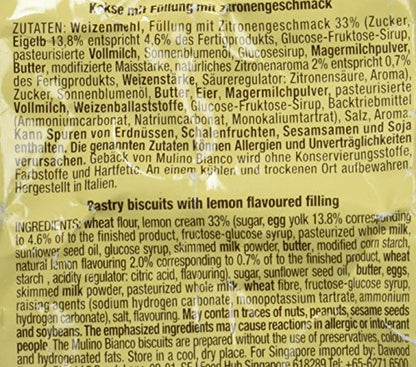 Kekse mit Füllung mit Zitronengeschmack
ZUTATEN: Weizenmehl, Füllung mit Zitronengeschmack 33% (Zucker,
Eigelb 13,8% entspricht 4,6% des Fertigprodukts, Glucose-Fruktose-Sirup,
pasteurisierte Vollmilch, Sonnenblumenöl, Glucosesirup, Magermilchpulver,
Butter, modifizierte Maisstärke, natürliches Zitronenaroma 2% entspricht 0,7%
des Fertigprodukts, Weizenstärke, Säureregulator: Zitronensäure, Aroma),
Zucker, Sonnenblumenöl, Butter, Eier, Magermilchpulver, pasteurisierte
Vollmilch, Weizenballaststoffe, Glucose-Fruktose-Sirup, Backtriebmittel
(Ammoniumcarbonat, Natriumcarbonat, Monokaliumtartrat), Salz, Aroma.
Kann Spuren von Erdnüssen, Schalenfrüchten, Sesamsamen und Soja
enthalten. Die genannten Zutaten können Allergien und Unverträglichkeiten
verursachen. Gebäck von Mulino Bianco wird ohne Konservierungsstoffe,
Farbstoffe und Hartfette. An einem kühlen und trockenen Ort aufbewahren.
Hergestellt in Italien.
Pastry biscuits with lemon flavoured filling
INGREDIENTS: wheat flour, lemon cream 33% (sugar, egg yolk 13.8% corresponding
to 4.6% of to the finished product, fructose-glucose syrup, pasteurized whole milk,
sunflower seed oil, glucose syrup, skimmed milk powder, butter, modified corn starch,
natural lemon flavouring 2.0% corresponding to 0.7% of to the finished product, wheat
starch , acidity regulator: citric acid, flavouring), sugar, sunflower seed oil, butter, eggs,
skimmed milk powder, pasteurized whole milk, wheat fibre, fructose-glucose syrup,
raising agents (sodium hydrogen carbonate, monopotassium tartrate, ammonium
hydrogen carbonate), salt, flavouring. May contain traces of nuts, peanuts, sesame seeds
and soybeans. The emphasized ingredients may cause reactions in allergic or intolerant
people The Mulino Bianco biscuits are prepared without the use of preservatives, colours
and hydrogenated fats. Store in a cool, dry place. For Singapore imported by: Dawood
Food Hub Singapore 618289 Tel: +65-6271 6500